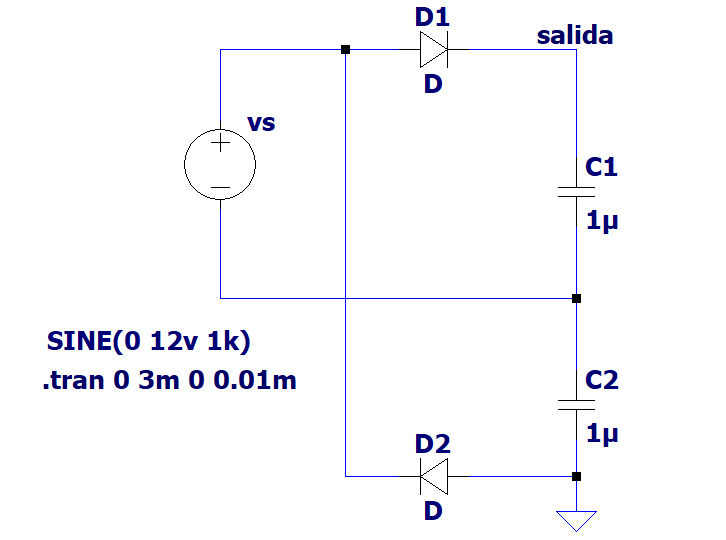 D1
salida
D
vs
C1
1µ
SINE(0 12v 1k)
.tran 0 3m 0 0.01m
C2
1µ
D2
D